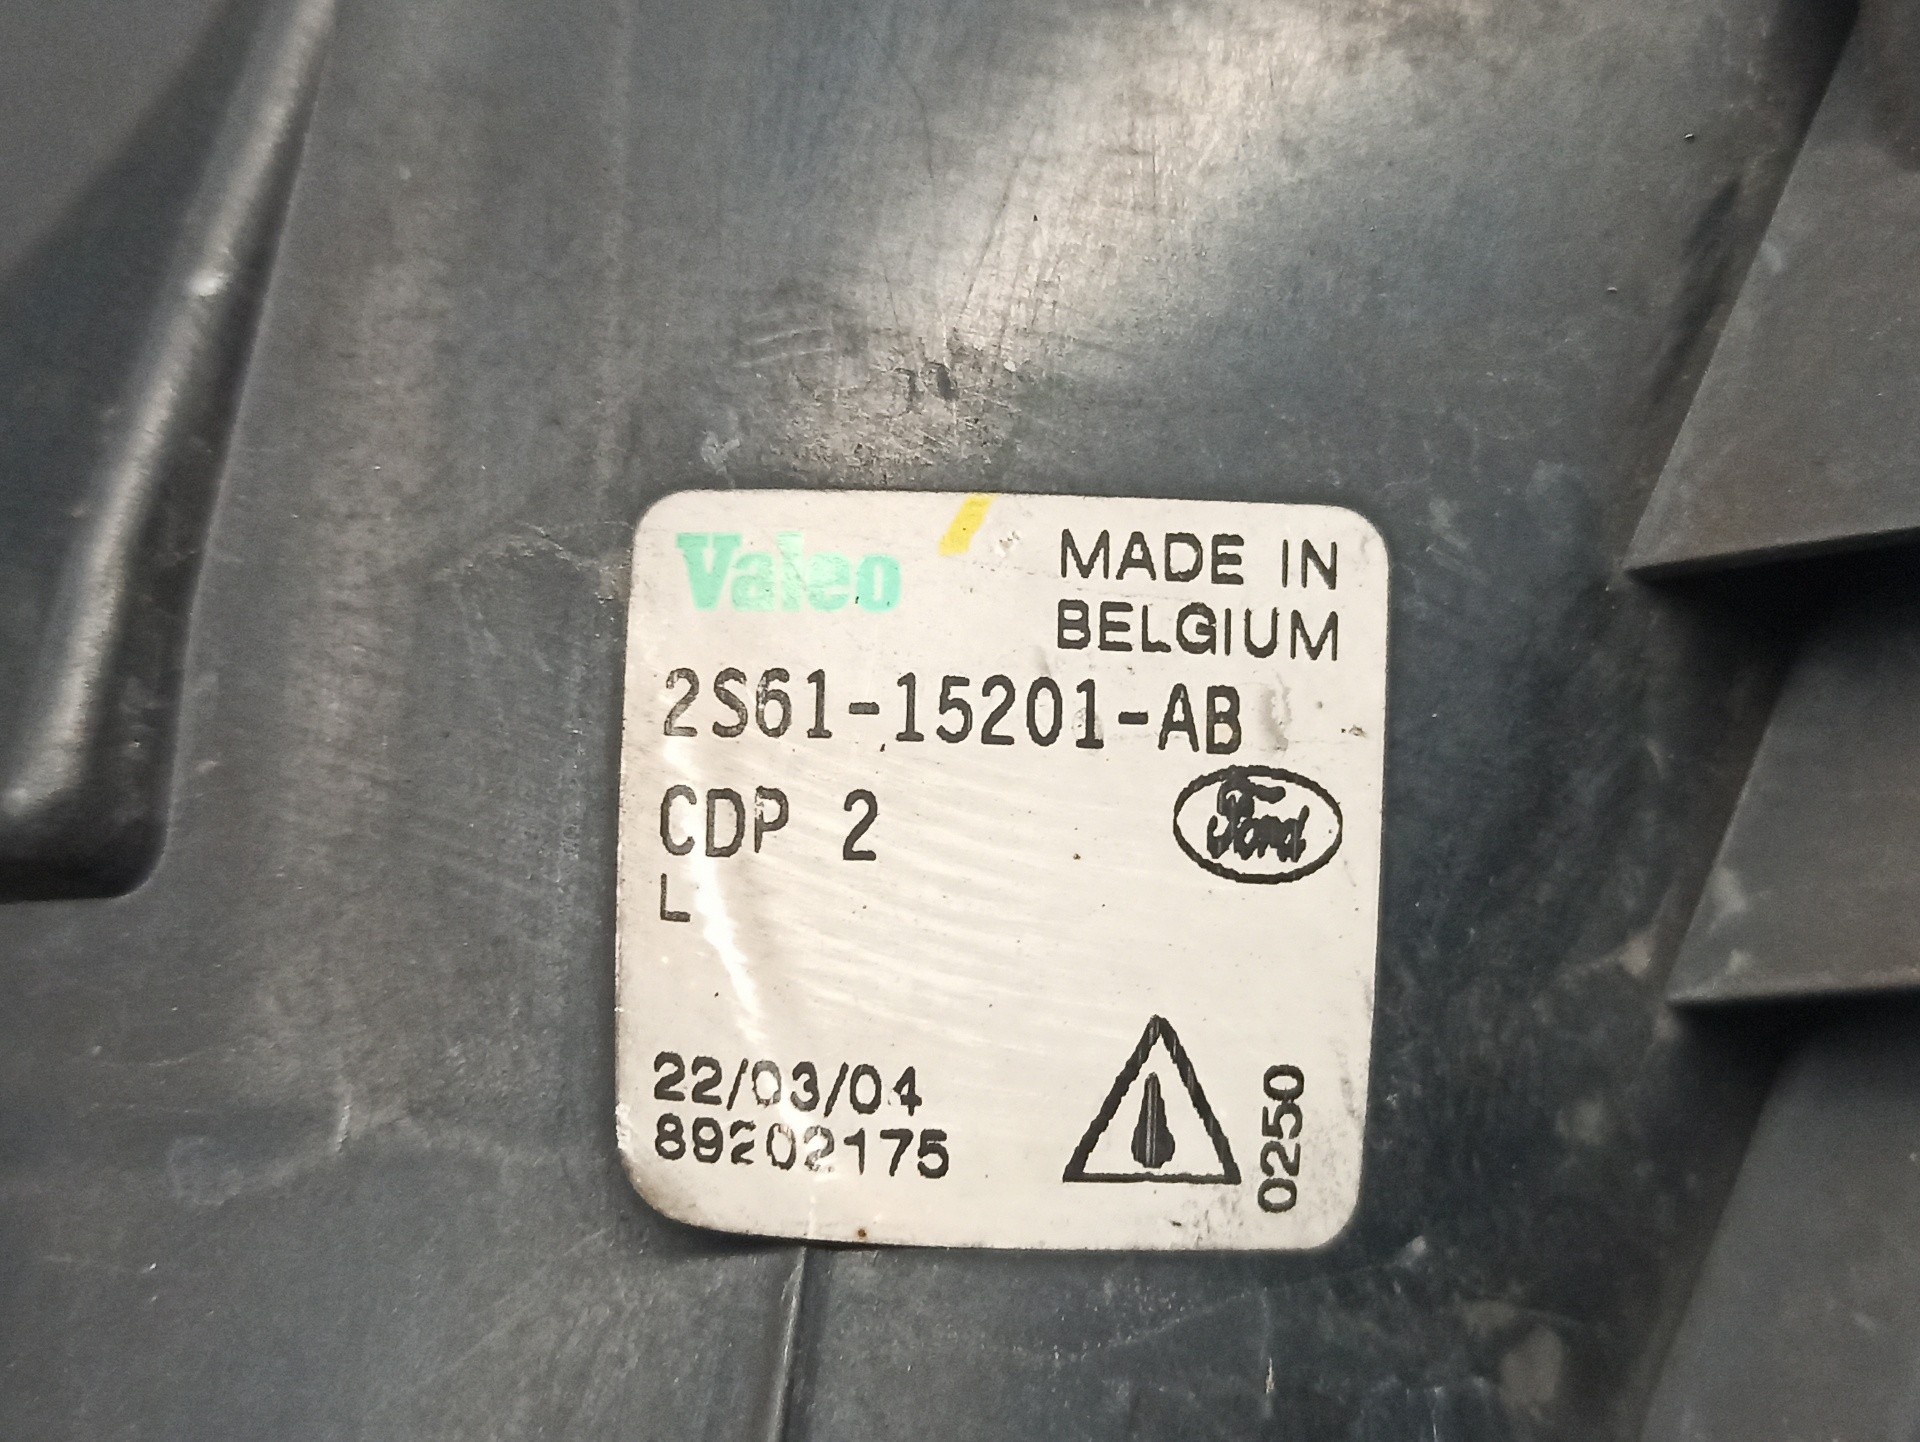 Valeo
MADE IN
BELGIUM
2S61-15201-AB
CDP 2
Ford
L
22/03/04
89202175
0250